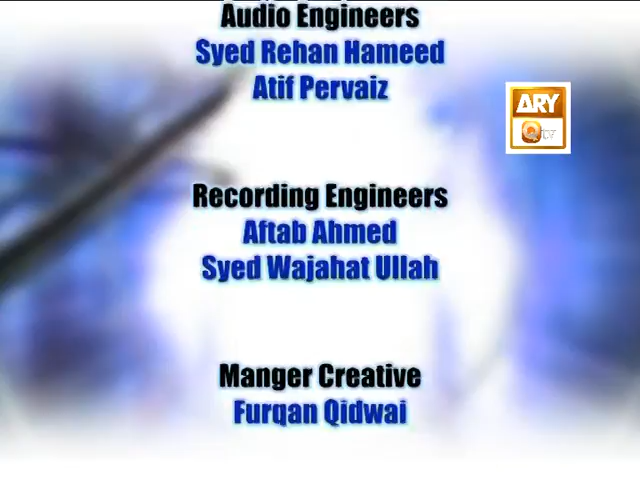 Audio Engineers
Syed Rehan Hameed
Atif Pervaiz
ARY
Qtv
Recording Engineers
Aftab Ahmed
Syed Wajahat Ullah
Manger Creative
Furqan Qidwai